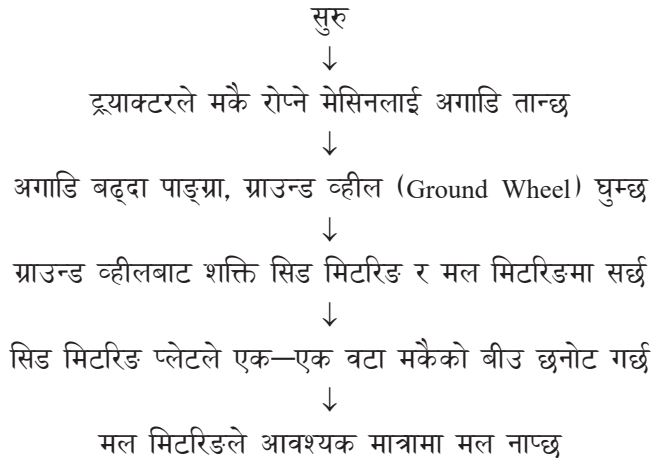 सुरु
↓
ट्र्याक्टरले मकै रोप्ने मेसिनलाई अगाडि तान्छ
↓
अगाडि बढ्दा पाङ्ग्रा, ग्राउन्ड व्हील (Ground Wheel) घुम्छ
↓
ग्राउन्ड व्हीलबाट शक्ति सिड मिटरिङ र मल मिटरिङमा सर्छ
↓
सिड मिटरिङ प्लेटले एक—एक वटा मकैको बीउ छनोट गर्छ
↓
मल मिटरिङले आवश्यक मात्रामा मल नाप्छ